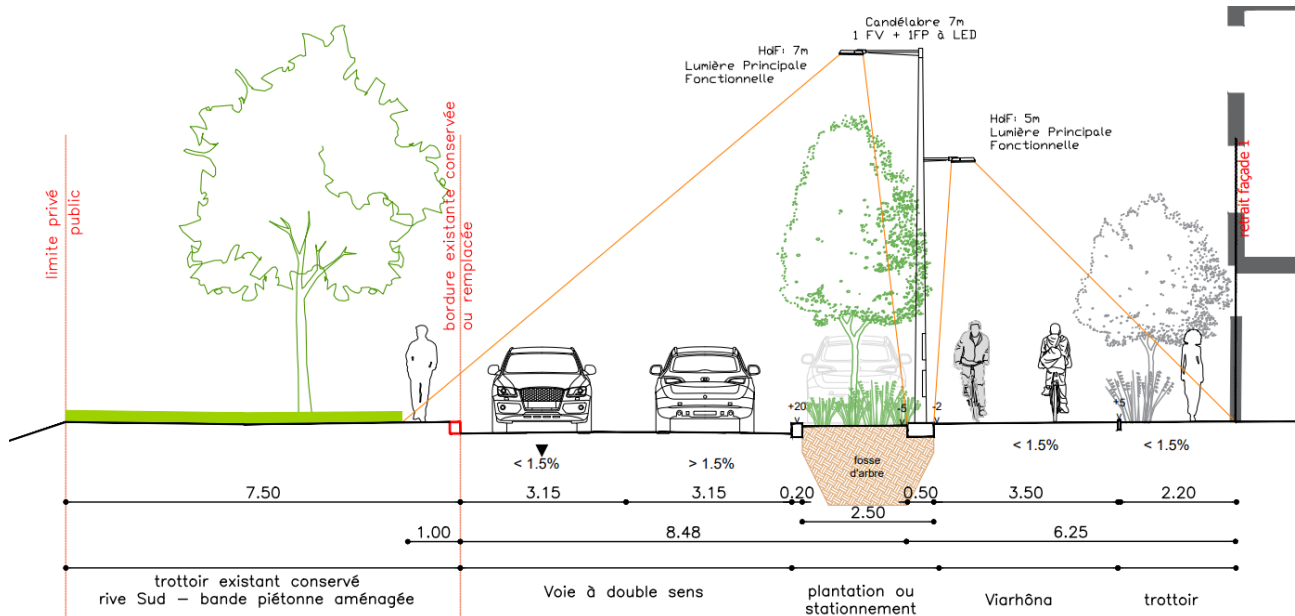 Candélabre 7m
1 FV + 1FP à LED
HdF: 7m
Lumière Principale
Fonctionnelle
HdF: 5m
Lumière Principale
Fonctionnelle
limite privé
public
bordure existante conservée
ou remplacée
retrait façade 1
+20
-5
-2
+5
< 1.5%
> 1.5%
fosse
d'arbre
< 1.5%
< 1.5%
7.50
3.15
3.15
0.20
0.50
3.50
2.20
2.50
1.00
8.48
6.25
trottoir existant conservé
rive Sud – bande piétonne aménagée
Voie à double sens
plantation ou
stationnement
Viarhôna
trottoir